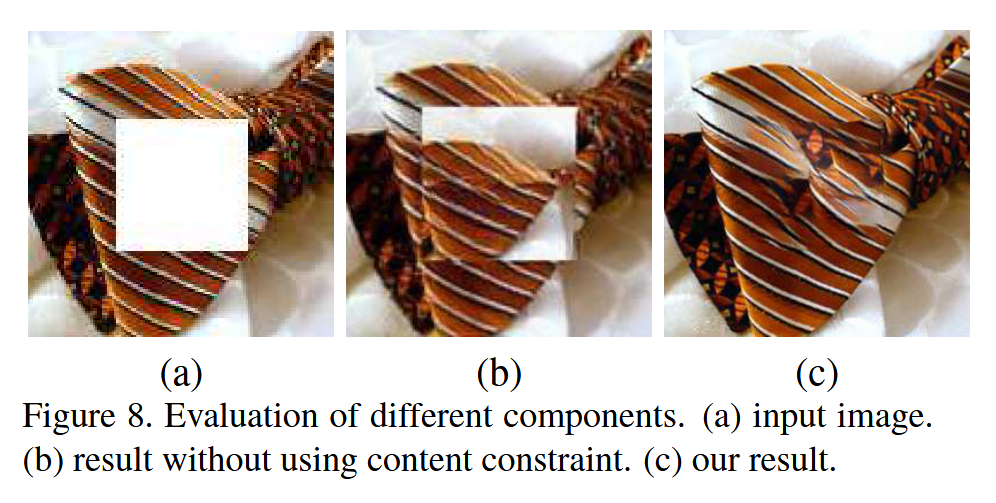 (a) (b) (c)
Figure 8. Evaluation of different components. (a) input image.
(b) result without using content constraint. (c) our result.